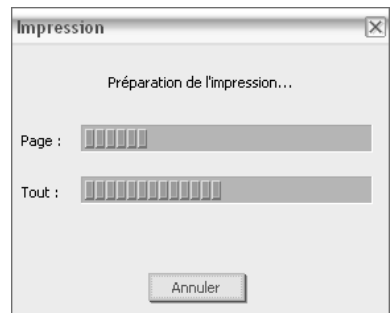 Impression
Préparation de l'impression...
Page :
Tout :
Annuler